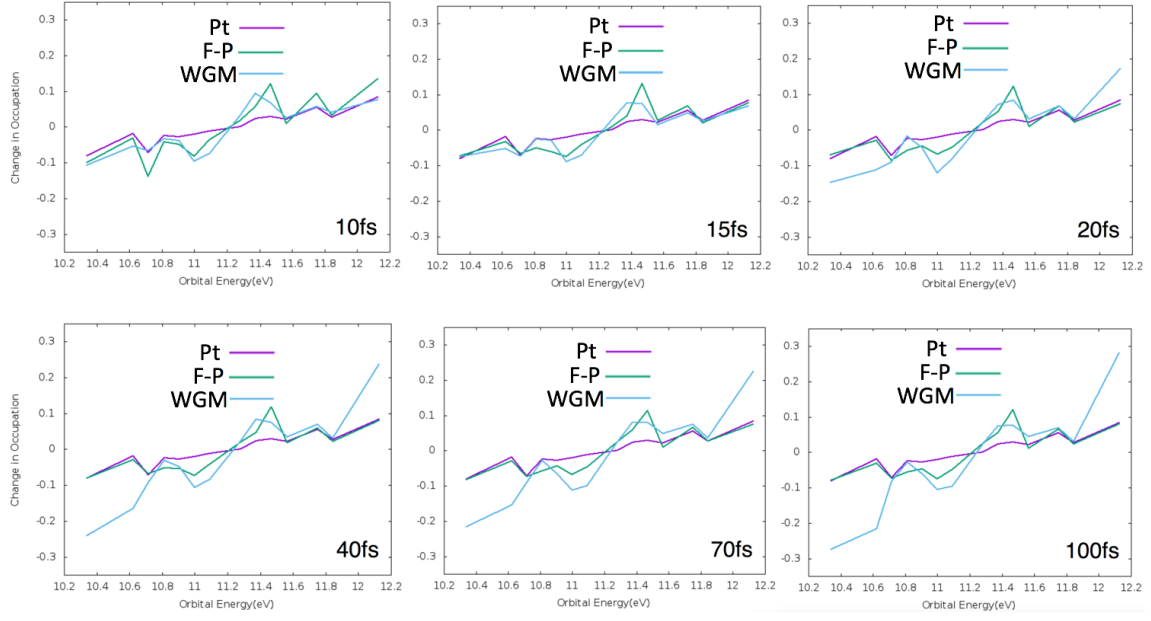 0.3
0.2
0.1
0
-0.1
-0.2
-0.3
Change in Occupation
Pt
F-P
WGM
10fs
10.2 10.4 10.6 10.8 11 11.2 11.4 11.6 11.8 12 12.2
Orbital Energy(eV)
0.3
0.2
0.1
0
-0.1
-0.2
-0.3
Pt
F-P
WGM
15fs
10.2 10.4 10.6 10.8 11 11.2 11.4 11.6 11.8 12 12.2
Orbital Energy(eV)
0.3
0.2
0.1
0
-0.1
-0.2
-0.3
Pt
F-P
WGM
20fs
10.2 10.4 10.6 10.8 11 11.2 11.4 11.6 11.8 12 12.2
Orbital Energy(eV)
0.3
0.2
0.1
0
-0.1
-0.2
-0.3
Change in Occupation
Pt
F-P
WGM
40fs
10.2 10.4 10.6 10.8 11 11.2 11.4 11.6 11.8 12 12.2
Orbital Energy(eV)
0.3
0.2
0.1
0
-0.1
-0.2
-0.3
Pt
F-P
WGM
70fs
10.2 10.4 10.6 10.8 11 11.2 11.4 11.6 11.8 12 12.2
Orbital Energy(eV)
0.3
0.2
0.1
0
-0.1
-0.2
-0.3
Pt
F-P
WGM
100fs
10.2 10.4 10.6 10.8 11 11.2 11.4 11.6 11.8 12 12.2
Orbital Energy(eV)